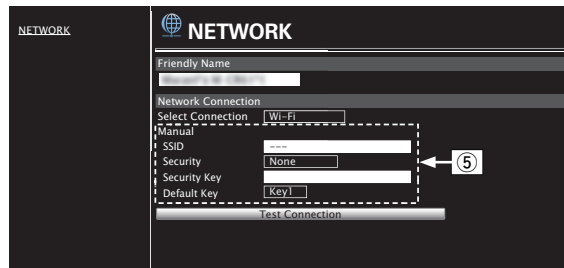 NETWORK
NETWORK
Friendly Name
Network Connection
Select Connection Wi-Fi
Manual
SSID ---
Security None
⑤
Security Key
Default Key Key1
Test Connection